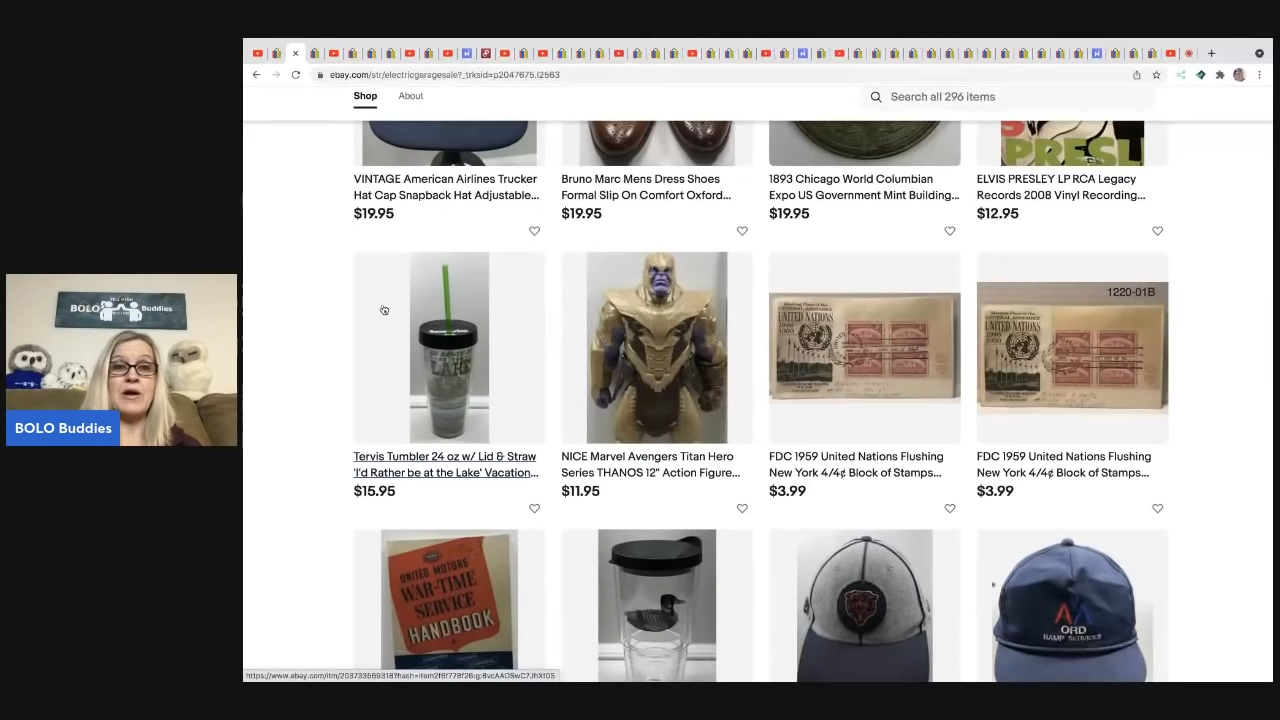 ebay.com/str/electricgaragesale?_trksid=p2047675.l2563
Shop
About
Search all 296 items
PRESL
VINTAGE American Airlines Trucker
Hat Cap Snapback Hat Adjustable...
$19.95
Bruno Marc Mens Dress Shoes
Formal Slip On Comfort Oxford...
$19.95
1893 Chicago World Columbian
Expo US Government Mint Building...
$19.95
ELVIS PRESLEY LP RCA Legacy
Records 2008 Vinyl Recording...
$12.95
LAKE
UNITED NATIONS
1220-01B
UNITED NATIONS
BOLO
Buddies
BOLO Buddies
Tervis Tumbler 24 oz w/ Lid & Straw
'I'd Rather be at the Lake' Vacation...
$15.95
NICE Marvel Avengers Titan Hero
Series THANOS 12" Action Figure...
$11.95
FDC 1959 United Nations Flushing
New York 4/4¢ Block of Stamps...
$3.99
FDC 1959 United Nations Flushing
New York 4/4¢ Block of Stamps...
$3.99
UNITED MOTORS
WAR-TIME
SERVICE
HANDBOOK
AA
ORD
RAMP SERVICES